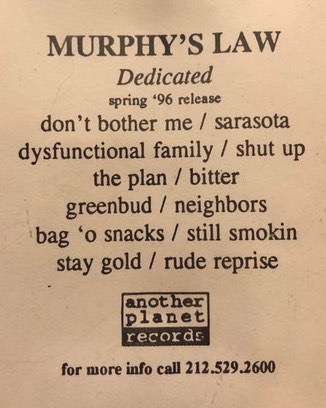 MURPHY'S LAW
Dedicated
spring '96 release
don't bother me / sarasota
dysfunctional family / shut up
the plan / bitter
greenbud / neighbors
bag 'o snacks / still smokin
stay gold / rude reprise
another
planet
records
for more info call 212.529.2600